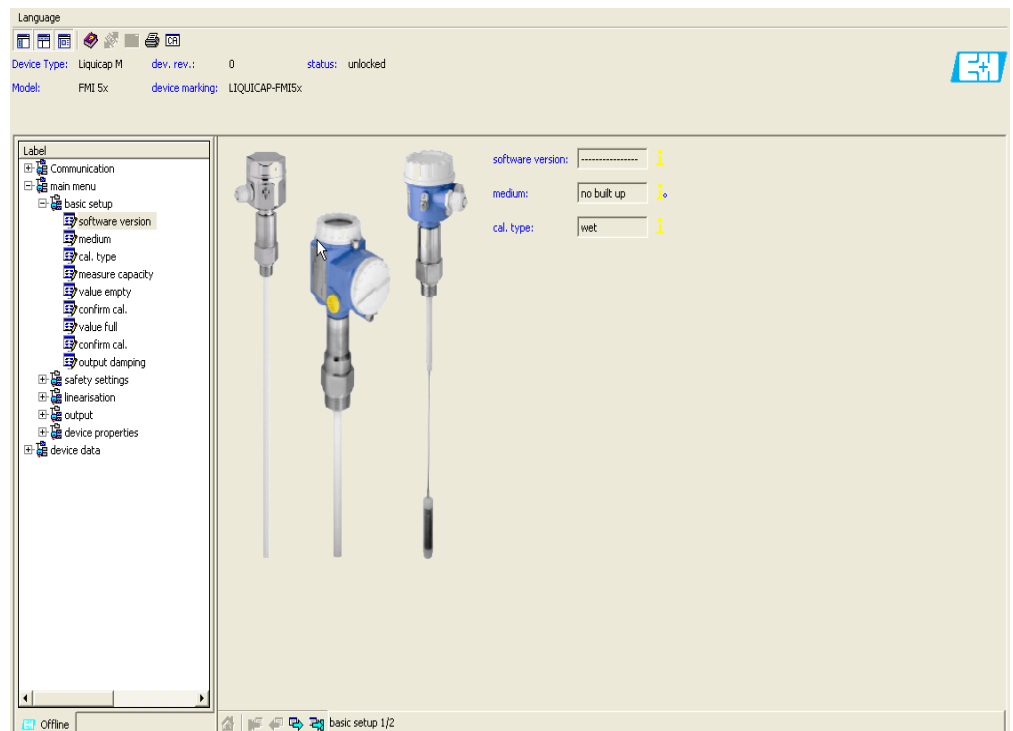 Language
CA
Device Type: Liquicap M dev. rev.: 0 status: unlocked
E+H
Model: FMI 5x device marking: LIQUICAP-FMI5x
Label
Communication
main menu
basic setup
software version
medium
cal. type
measure capacity
value empty
confirm cal.
value full
confirm cal.
output damping
safety settings
linearisation
output
device properties
device data
software version: ---------------- i
medium: no built up i
cal. type: wet i
Offline
basic setup 1/2